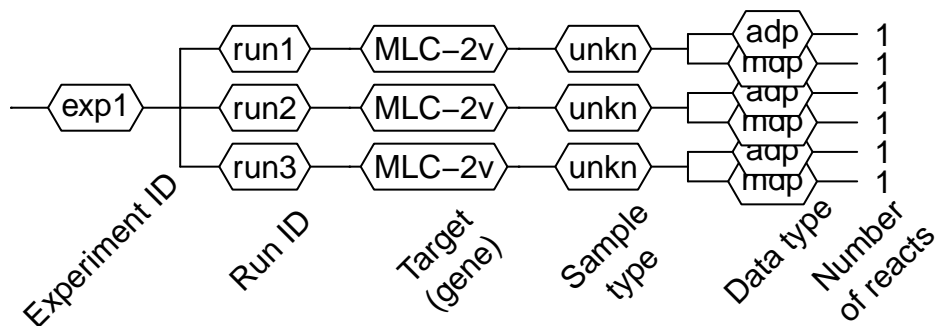 adp 1
run1 MLC−2v unkn
mdp 1
adp 1
exp1 run2 MLC−2v unkn
mdp 1
adp 1
run3 MLC−2v unkn
mdp 1
Experiment ID
Run ID
Target
(gene)
Sample
type
Data type
Number
of reacts